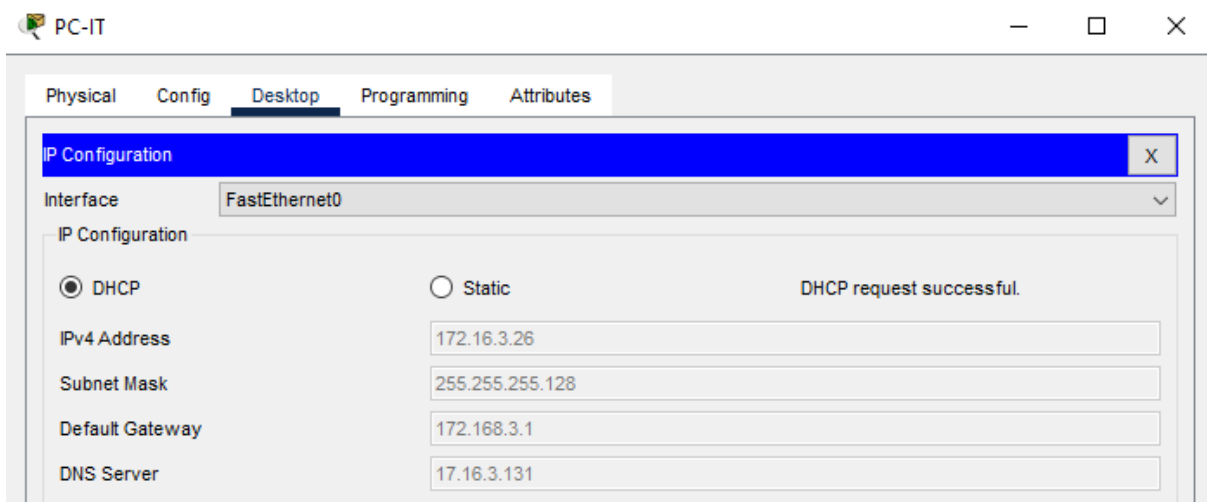 PC-IT
Physical Config Desktop Programming Attributes
IP Configuration X
Interface FastEthernet0
IP Configuration
DHCP Static DHCP request successful.
IPv4 Address 172.16.3.26
Subnet Mask 255.255.255.128
Default Gateway 172.168.3.1
DNS Server 17.16.3.131